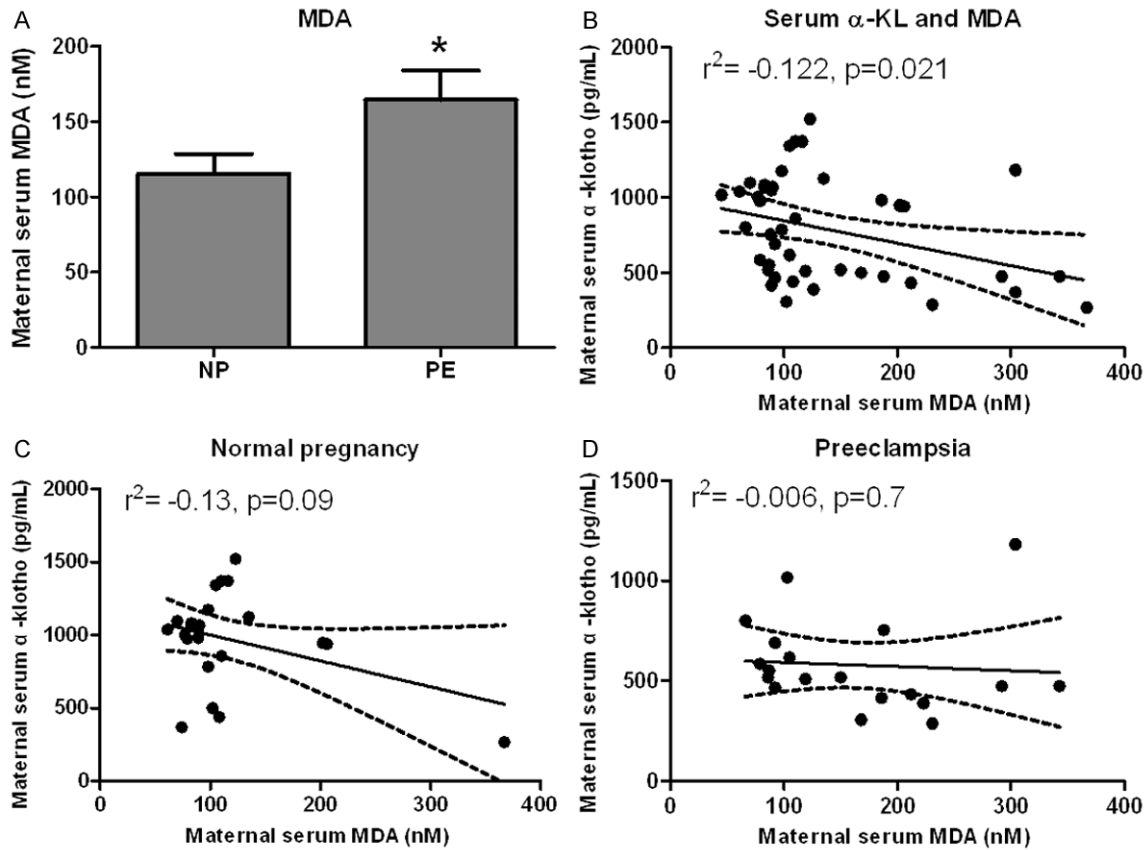 A
MDA
Maternal serum MDA (nM)
200
150
100
50
0
*
NP
PE
B
Serum α-KL and MDA
r²= -0.122, p=0.021
Maternal serum α -klotho (pg/mL)
2000
1500
1000
500
0
0
100
200
300
400
Maternal serum MDA (nM)
C
Normal pregnancy
r²= -0.13, p=0.09
Maternal serum α -klotho (pg/mL)
2000
1500
1000
500
0
0
100
200
300
400
Maternal serum MDA (nM)
D
Preeclampsia
r²= -0.006, p=0.7
Maternal serum α -klotho (pg/mL)
1500
1000
500
0
0
100
200
300
400
Maternal serum MDA (nM)